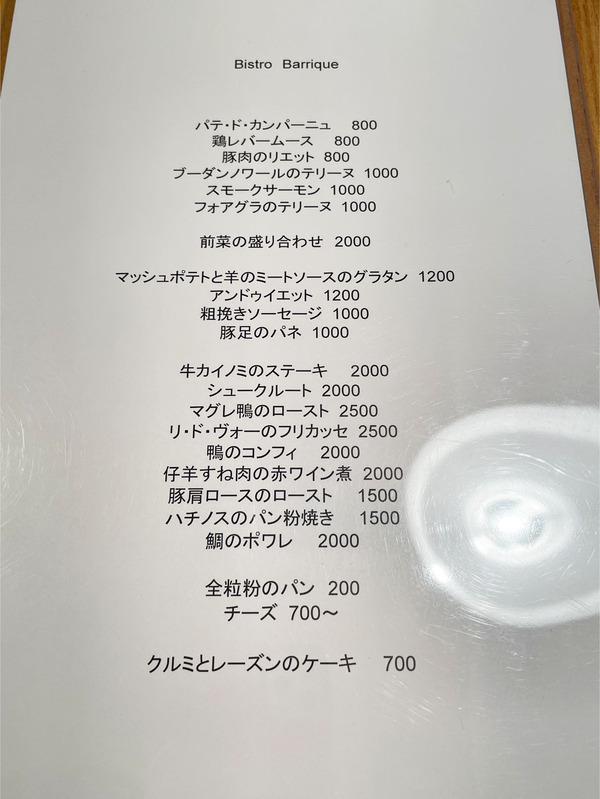 Bistro Barrique
パテ・ド・カンパーニュ 800
鶏レバームース 800
豚肉のリエット 800
ブーダンノワールのテリーヌ 1000
スモークサーモン 1000
フォアグラのテリーヌ 1000
前菜の盛り合わせ 2000
マッシュポテトと羊のミートソースのグラタン 1200
アンドゥイエット 1200
粗挽きソーセージ 1000
豚足のパネ 1000
牛カイノミのステーキ 2000
シュークルート 2000
マグレ鴨のロースト 2500
リ・ド・ヴォーのフリカッセ 2500
鴨のコンフィ 2000
仔羊すね肉の赤ワイン煮 2000
豚肩ロースのロースト 1500
ハチノスのパン粉焼き 1500
鯛のポワレ 2000
全粒粉のパン 200
チーズ 700～
クルミとレーズンのケーキ 700